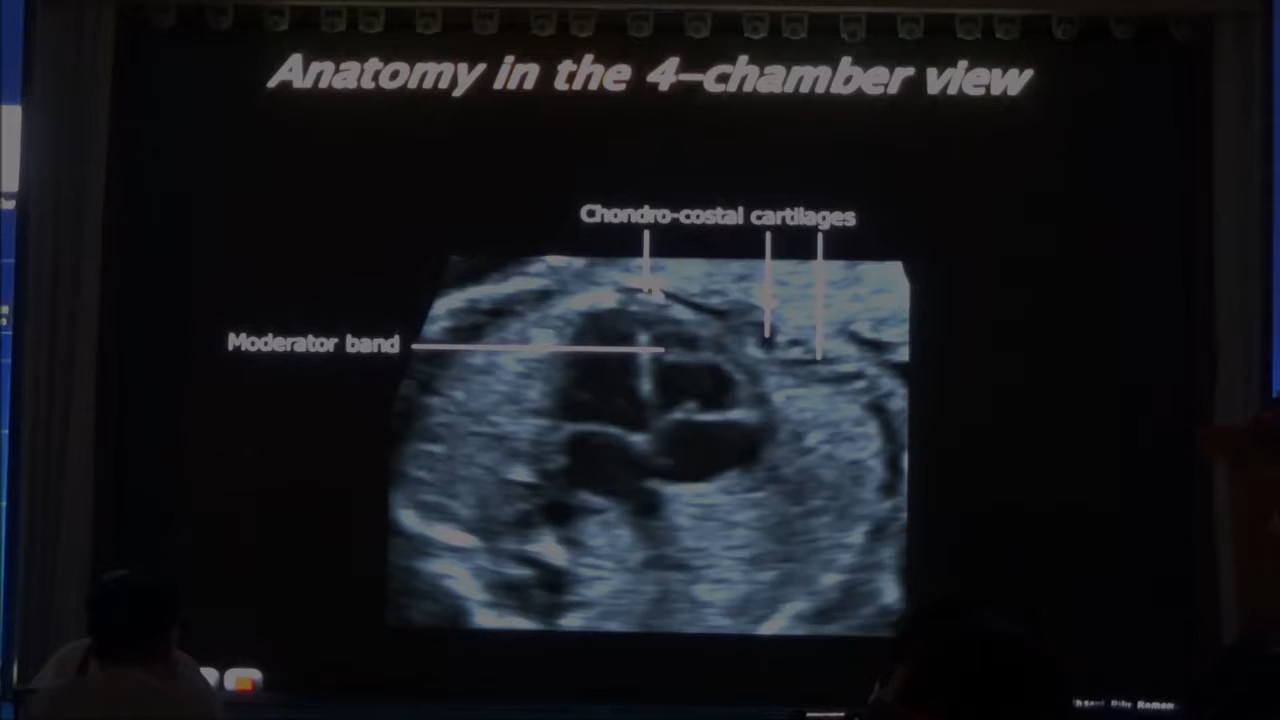 Anatomy in the 4-chamber view
Chondro-costal cartilages
Moderator band